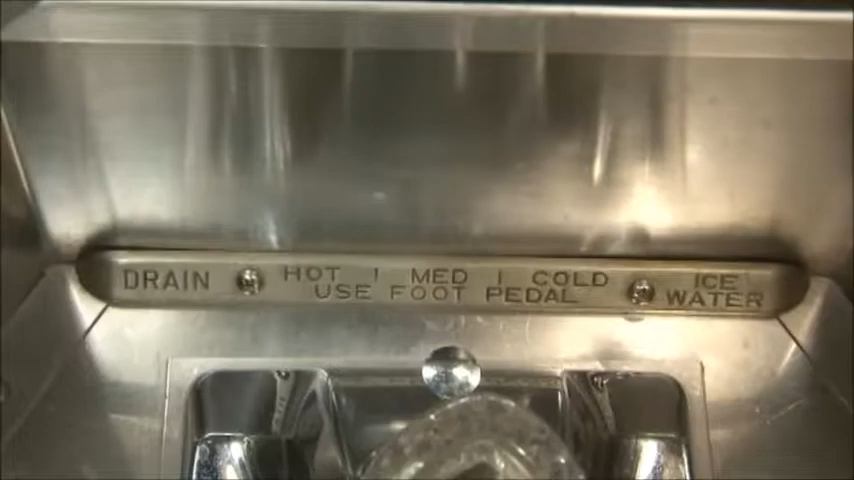 DRAIN
HOT | MED | COLD
USE FOOT PEDAL
ICE
WATER